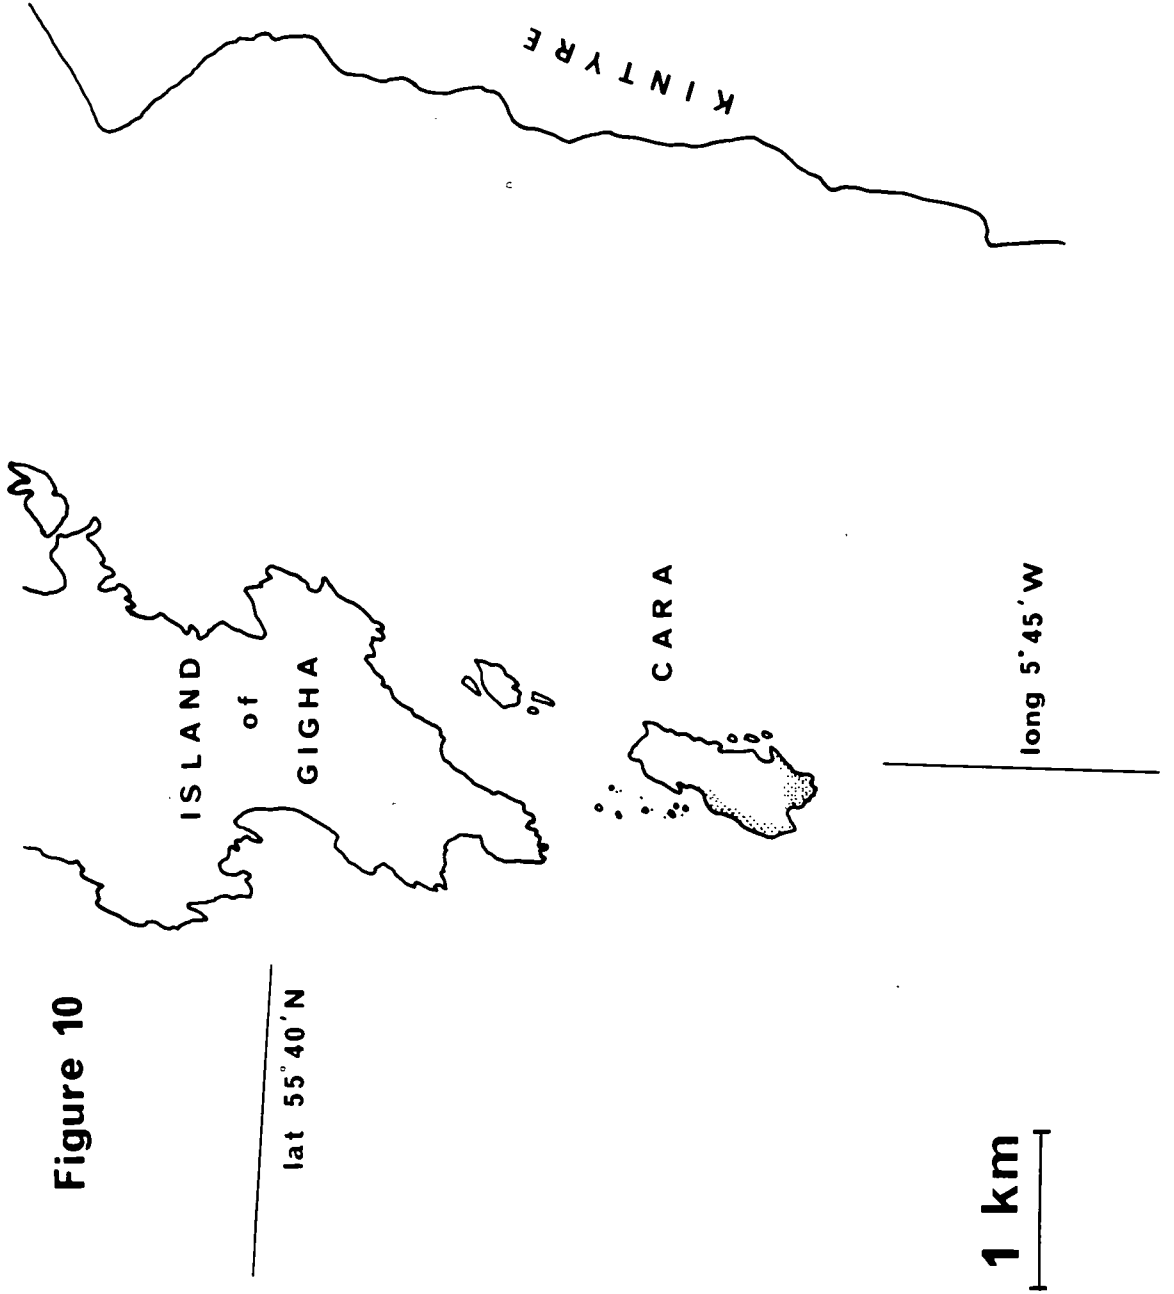 Figure 10
ISLAND
of
GIGHA
KINTYRE
lat 55°40'N
CARA
long 5°45'W
1 km